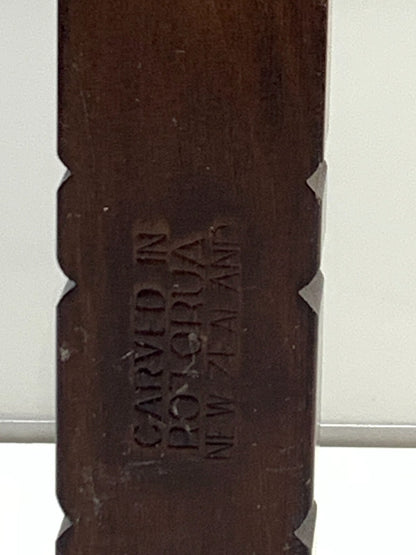 CARVED IN
ROTORUA
NEW ZEALAND